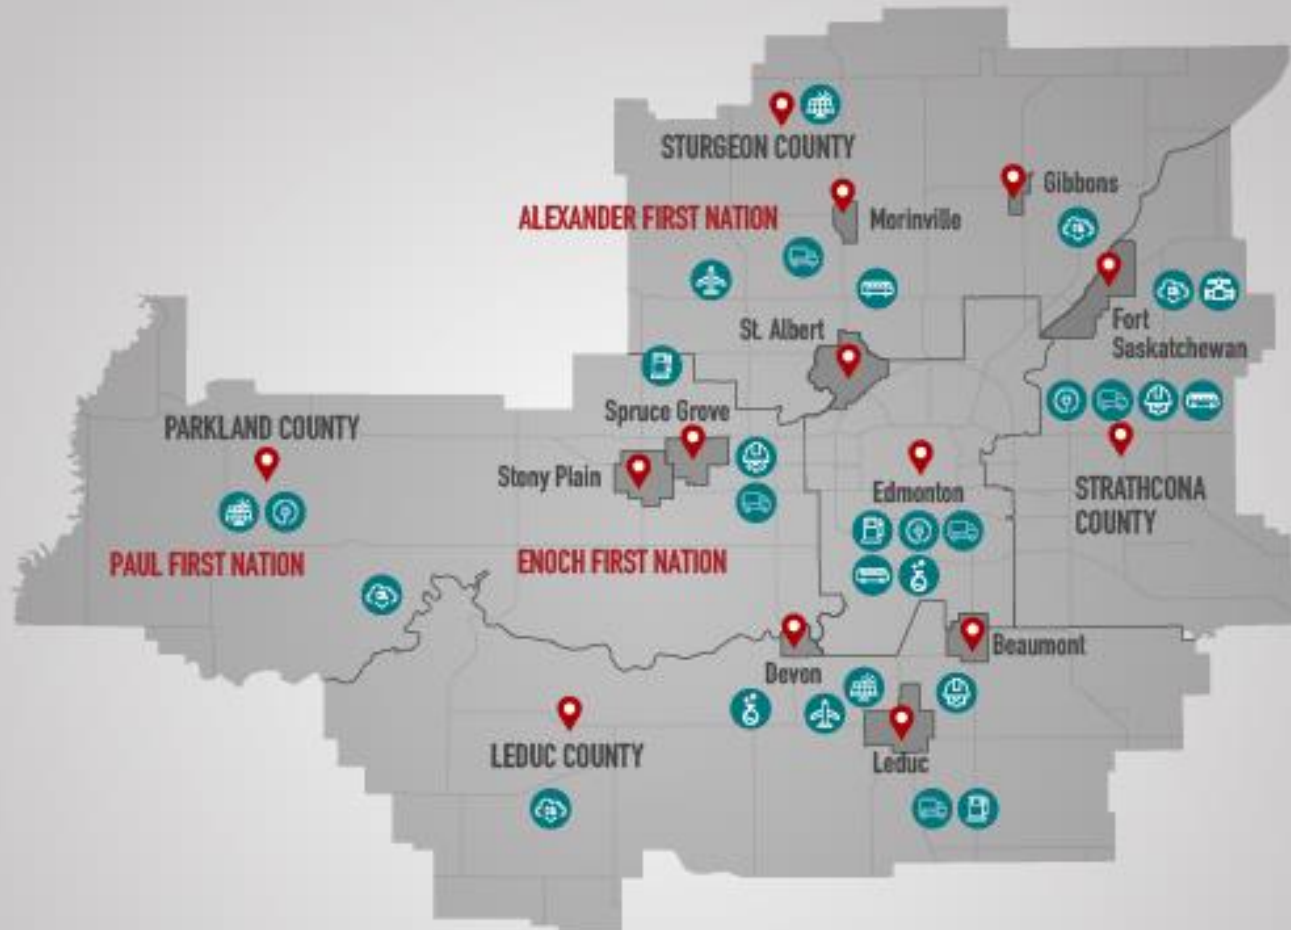 STURGEON COUNTY
Gibbons
ALEXANDER FIRST NATION
Morinville
St. Albert
Fort
Saskatchewan
Spruce Grove
PARKLAND COUNTY
Stony Plain
Edmonton
STRATHCONA
COUNTY
PAUL FIRST NATION
ENOCH FIRST NATION
Beaumont
Devon
LEDUC COUNTY
Leduc